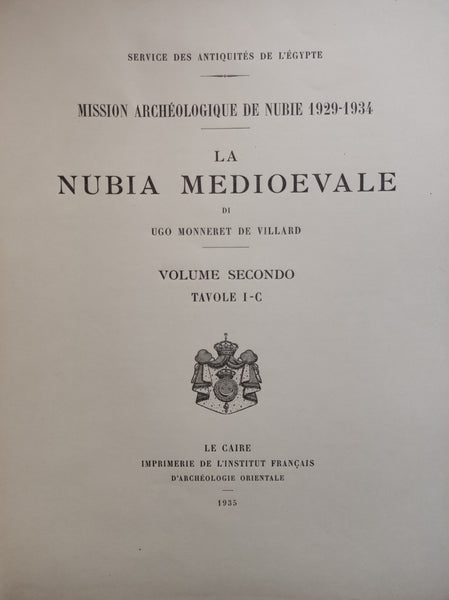 SERVICE DES ANTIQUITÉS DE L'ÉGYPTE
MISSION ARCHÉOLOGIQUE DE NUBIE 1929-1934
LA
NUBIA MEDIOEVALE
DI
UGO MONNERET DE VILLARD
VOLUME SECONDO
TAVOLE I-C
LE CAIRE
IMPRIMERIE DE L'INSTITUT FRANÇAIS
D'ARCHÉOLOGIE ORIENTALE
1935